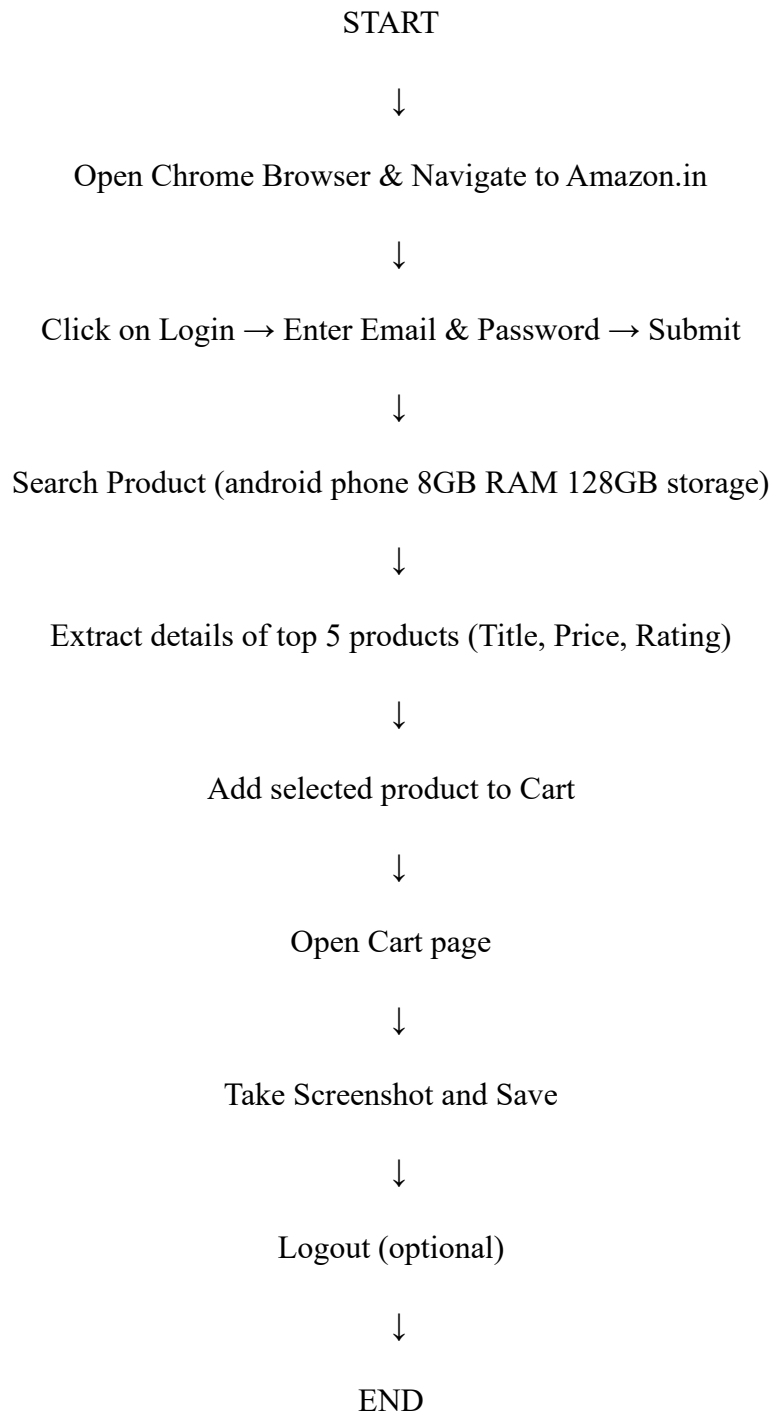 START
↓
Open Chrome Browser & Navigate to Amazon.in
↓
Click on Login → Enter Email & Password → Submit
↓
Search Product (android phone 8GB RAM 128GB storage)
↓
Extract details of top 5 products (Title, Price, Rating)
↓
Add selected product to Cart
↓
Open Cart page
↓
Take Screenshot and Save
↓
Logout (optional)
↓
END